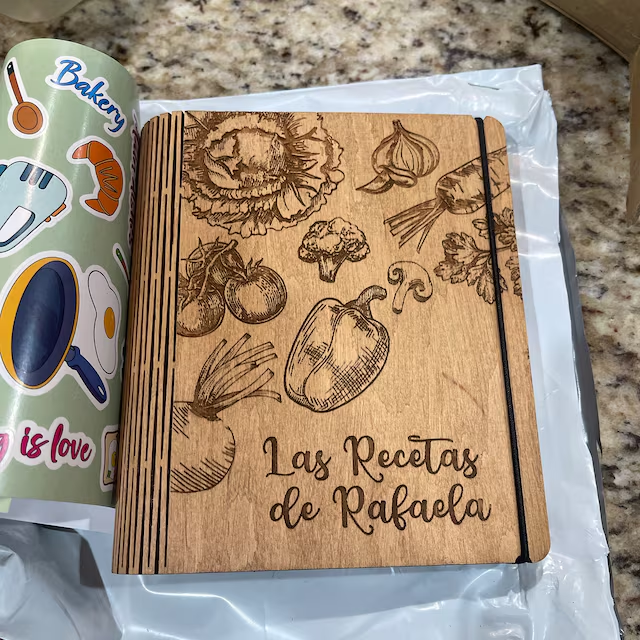 Bakery
is love
Las Recetas
de Rafaela